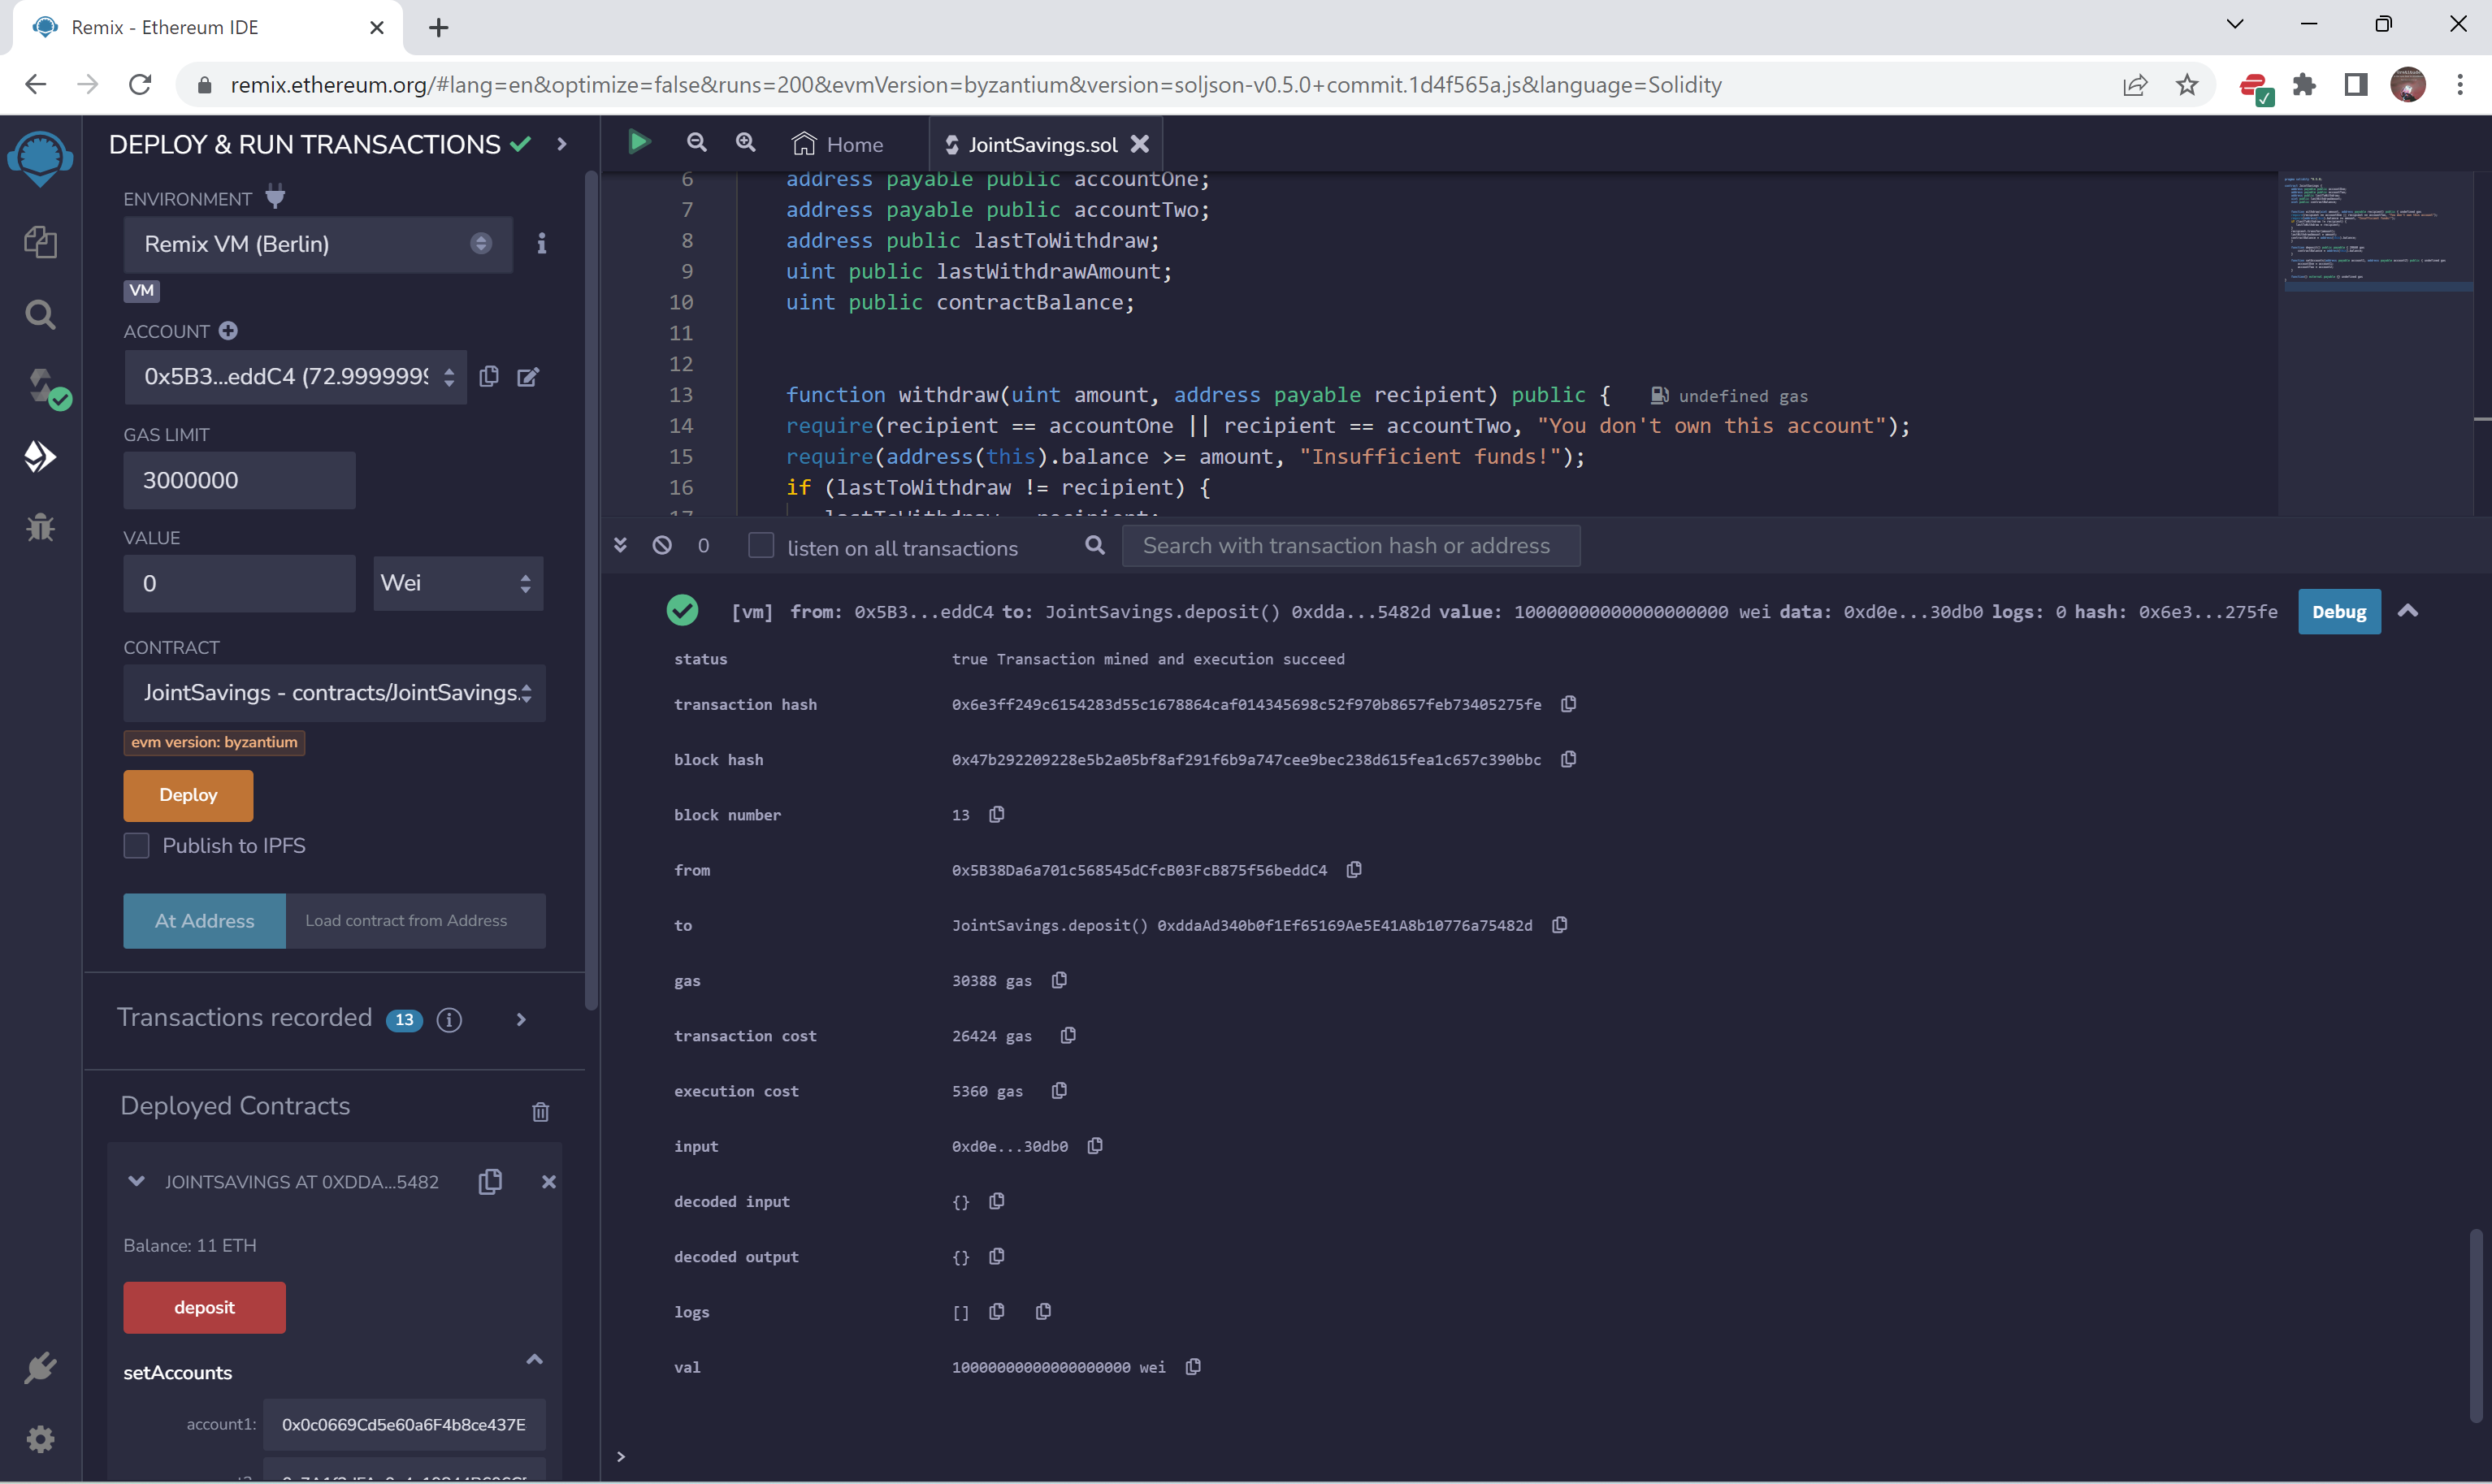 Remix - Ethereum IDE
remix.ethereum.org/#lang=en&optimize=false&runs=200&evmVersion=byzantium&version=soljson-v0.5.0+commit.1d4f565a.js&language=Solidity
DEPLOY & RUN TRANSACTIONS
ENVIRONMENT
Remix VM (Berlin)
VM
ACCOUNT
0x5B3...eddC4 (72.9999999
GAS LIMIT
3000000
VALUE
0
Wei
CONTRACT
JointSavings - contracts/JointSavings.
evm version: byzantium
Deploy
Publish to IPFS
At Address
Load contract from Address
Transactions recorded 13
Deployed Contracts
JOINTSAVINGS AT 0XDDA...5482
Balance: 11 ETH
deposit
setAccounts
account1: 0x0c0669Cd5e60a6F4b8ce437E
Home
JointSavings.sol
6 address payable public accountOne;
7 address payable public accountTwo;
8 address public lastToWithdraw;
9 uint public lastWithdrawAmount;
10 uint public contractBalance;
11
12
13 function withdraw(uint amount, address payable recipient) public { undefined gas
14 require(recipient == accountOne || recipient == accountTwo, "You don't own this account");
15 require(address(this).balance >= amount, "Insufficient funds!");
16 if (lastToWithdraw != recipient) {
17 lastToWithdraw = recipient;
0
listen on all transactions
Search with transaction hash or address
[vm] from: 0x5B3...eddC4 to: JointSavings.deposit() 0xdda...5482d value: 10000000000000000000 wei data: 0xd0e...30db0 logs: 0 hash: 0x6e3...275fe
Debug
status true Transaction mined and execution succeed
transaction hash 0x6e3ff249c6154283d55c1678864caf014345698c52f970b8657feb73405275fe
block hash 0x47b292209228e5b2a05bf8af291f6b9a747cee9bec238d615fea1c657c390bbc
block number 13
from 0x5B38Da6a701c568545dCfcB03FcB875f56beddC4
to JointSavings.deposit() 0xddaAd340b0f1Ef65169Ae5E41A8b10776a75482d
gas 30388 gas
transaction cost 26424 gas
execution cost 5360 gas
input 0xd0e...30db0
decoded input {}
decoded output {}
logs []
val 10000000000000000000 wei
>